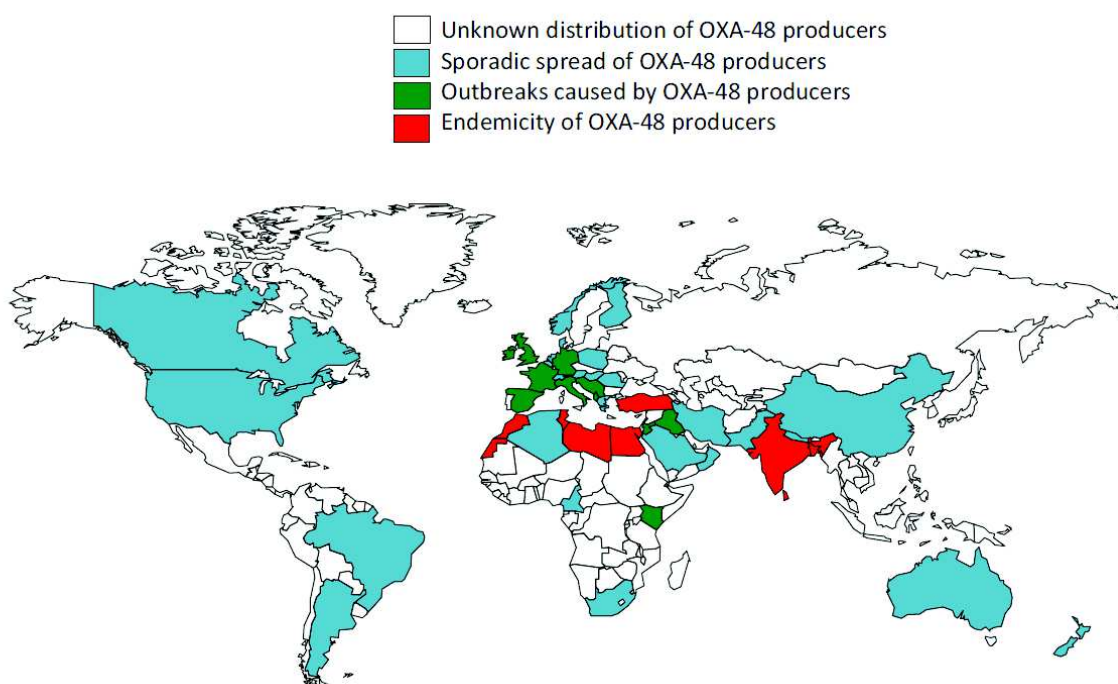 Unknown distribution of OXA-48 producers
Sporadic spread of OXA-48 producers
Outbreaks caused by OXA-48 producers
Endemicity of OXA-48 producers